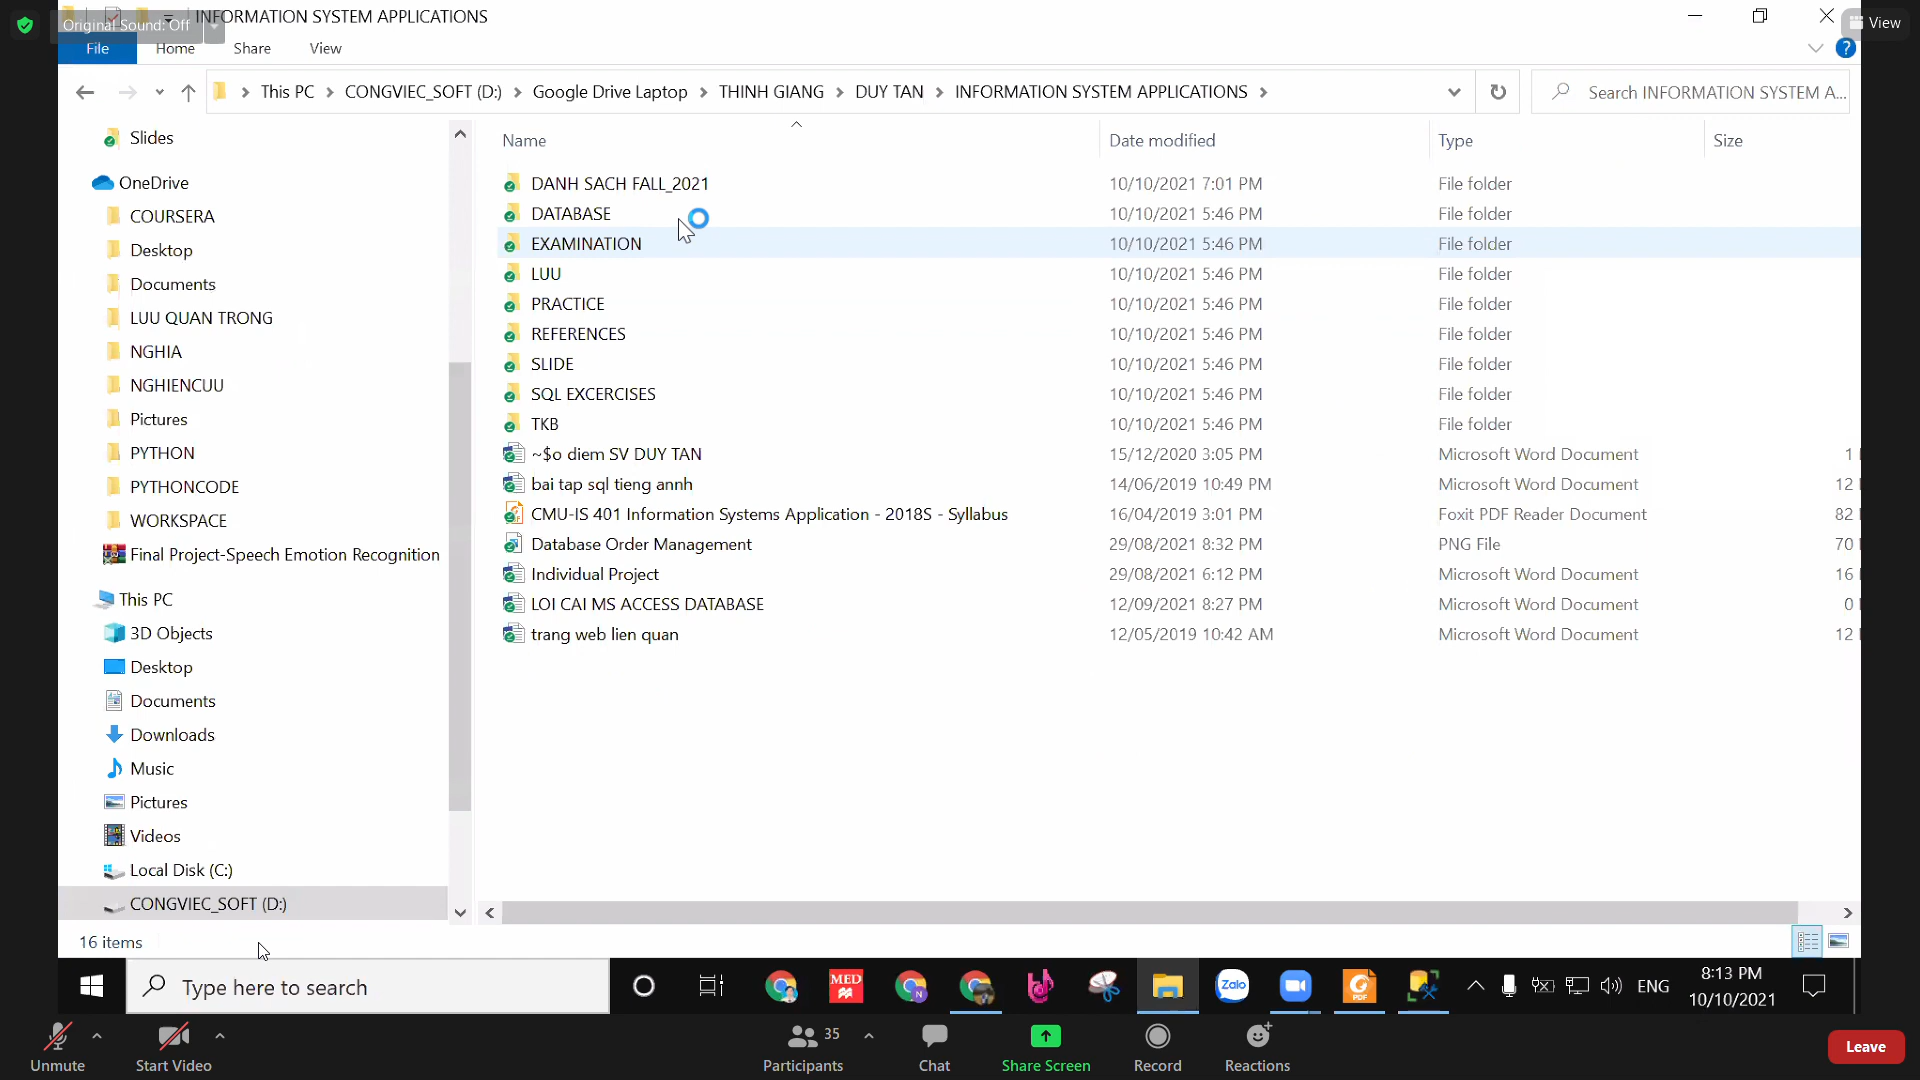 INFORMATION SYSTEM APPLICATIONS
Original Sound: Off
View
File Home Share View
This PC CONGVIEC_SOFT (D:) Google Drive Laptop THINH GIANG DUY TAN INFORMATION SYSTEM APPLICATIONS
Search INFORMATION SYSTEM A...
Slides
OneDrive
COURSERA
Desktop
Documents
LUU QUAN TRONG
NGHIA
NGHIENCUU
Pictures
PYTHON
PYTHONCODE
WORKSPACE
Final Project-Speech Emotion Recognition
This PC
3D Objects
Desktop
Documents
Downloads
Music
Pictures
Videos
Local Disk (C:)
CONGVIEC_SOFT (D:)
Name Date modified Type Size
DANH SACH FALL_2021 10/10/2021 7:01 PM File folder
DATABASE 10/10/2021 5:46 PM File folder
EXAMINATION 10/10/2021 5:46 PM File folder
LUU 10/10/2021 5:46 PM File folder
PRACTICE 10/10/2021 5:46 PM File folder
REFERENCES 10/10/2021 5:46 PM File folder
SLIDE 10/10/2021 5:46 PM File folder
SQL EXCERCISES 10/10/2021 5:46 PM File folder
TKB 10/10/2021 5:46 PM File folder
~$o diem SV DUY TAN 15/12/2020 3:05 PM Microsoft Word Document 1
bai tap sql tieng annh 14/06/2019 10:49 PM Microsoft Word Document 12
CMU-IS 401 Information Systems Application - 2018S - Syllabus 16/04/2019 3:01 PM Foxit PDF Reader Document 82
Database Order Management 29/08/2021 8:32 PM PNG File 70
Individual Project 29/08/2021 6:12 PM Microsoft Word Document 16
LOI CAI MS ACCESS DATABASE 12/09/2021 8:27 PM Microsoft Word Document 0
trang web lien quan 12/05/2019 10:42 AM Microsoft Word Document 12
16 items
Type here to search
MED
N
Zalo
PDF
ENG
8:13 PM
10/10/2021
Unmute
Start Video
35
Participants
Chat
Share Screen
Record
Reactions
Leave